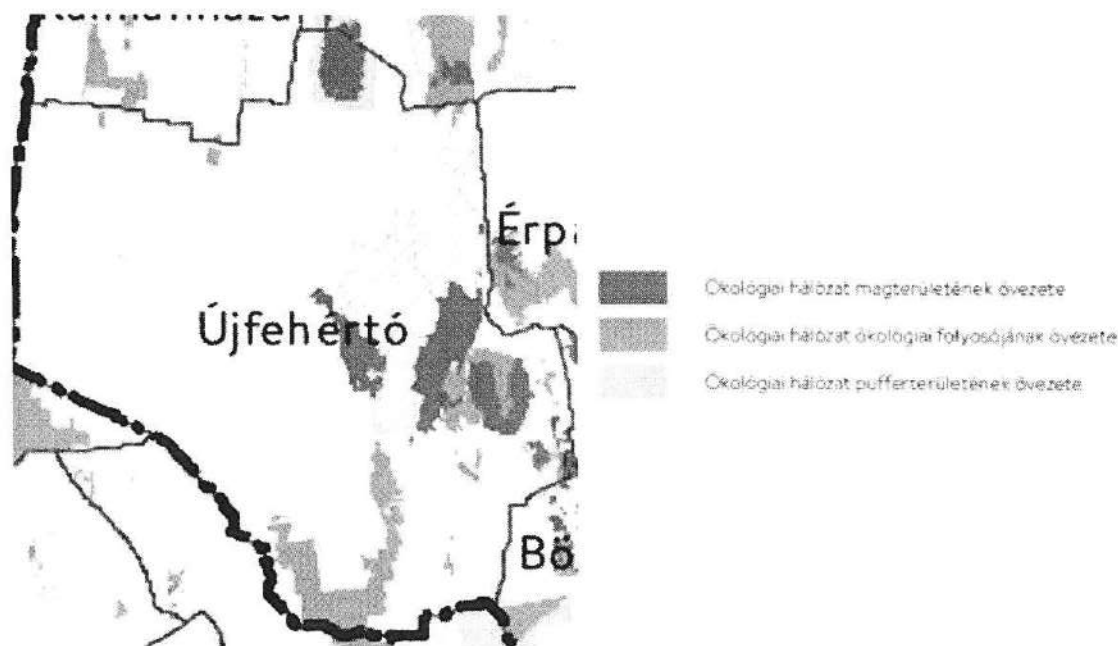 Érp
Újfehértó
Ökológiai hálózat magterületének övezete
Ökológiai hálózat ökológiai folyosójának övezete
Ökológiai hálózat pufferterületének övezete
Bö